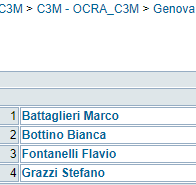 C3M > C3M - OCRA_C3M > Genova
1 Battaglieri Marco
2 Bottino Bianca
3 Fontanelli Flavio
4 Grazzi Stefano